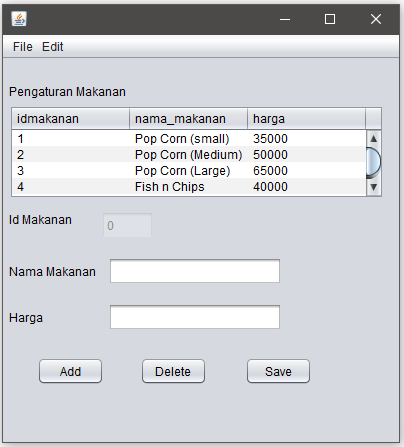 File Edit
Pengaturan Makanan
idmakanan nama_makanan harga
1 Pop Corn (small) 35000
2 Pop Corn (Medium) 50000
3 Pop Corn (Large) 65000
4 Fish n Chips 40000
Id Makanan 0
Nama Makanan
Harga
Add Delete Save